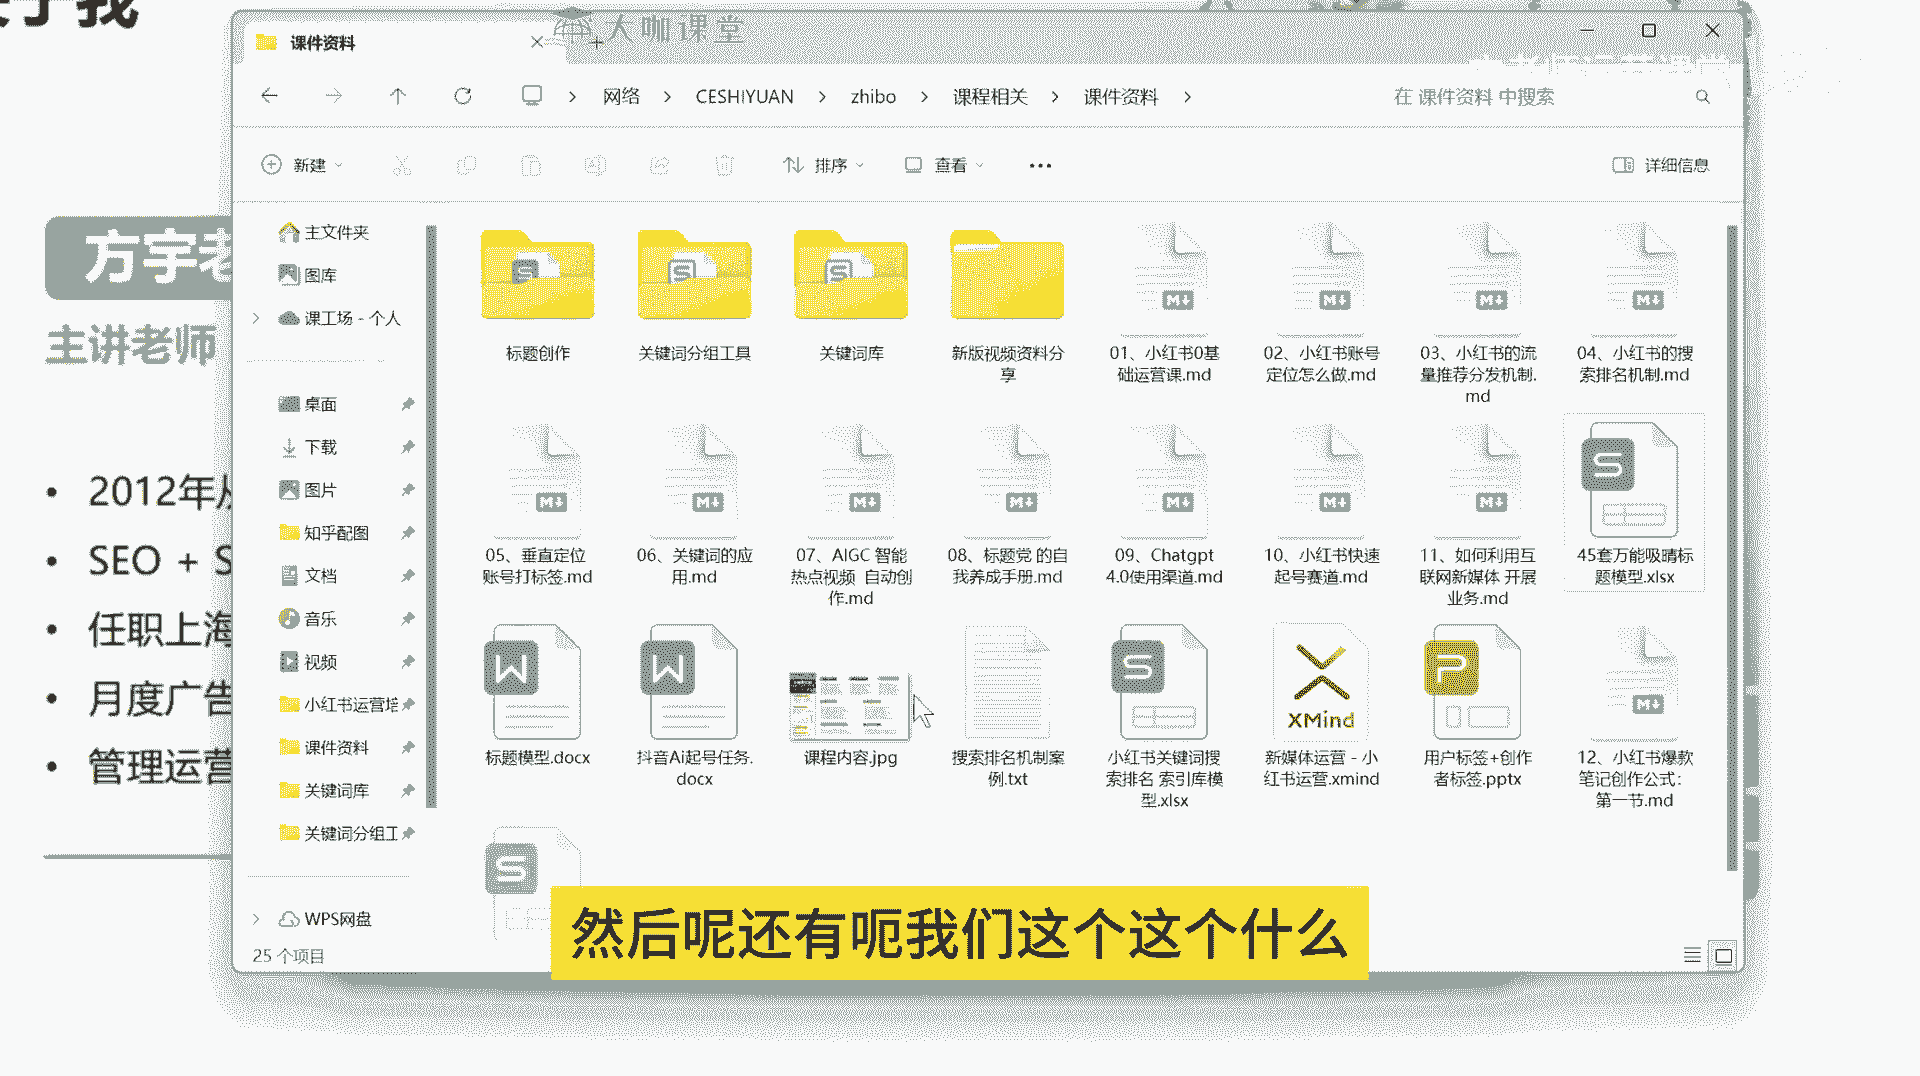 课件资料
大咖课堂
网络 > CESHIYUAN > zhibo > 课程相关 > 课件资料 >
在 课件资料 中搜索
新建
排序
查看
详细信息
方宇老
主讲老师
2012年从
SEO + S
任职上海
月度广告
管理运营
主文件夹
图库
课工场 - 个人
桌面
下载
图片
知乎配图
文档
音乐
视频
小红书运营培
课件资料
关键词库
关键词分组工
WPS网盘
25 个项目
标题创作
关键词分组工具
关键词库
新版视频资料分
享
01、小红书0基
础运营课.md
02、小红书账号
定位怎么做.md
03、小红书的流
量推荐分发机制.
md
04、小红书的搜
索排名机制.md
05、垂直定位
账号打标签.md
06、关键词的应
用.md
07、AIGC 智能
热点视频 自动创
作.md
08、标题党 的自
我养成手册.md
09、Chatgpt
4.0使用渠道.md
10、小红书快速
起号赛道.md
11、如何利用互
联网新媒体 开展
业务.md
45套万能吸睛标
题模型.xlsx
标题模型.docx
抖音Ai起号任务.
docx
课程内容.jpg
搜索排名机制案
例.txt
小红书关键词搜
索排名 索引库模
型.xlsx
XMind
新媒体运营 - 小
红书运营.xmind
用户标签+创作
者标签.pptx
12、小红书爆款
笔记创作公式：
第一节.md
然后呢还有呃我们这个这个什么